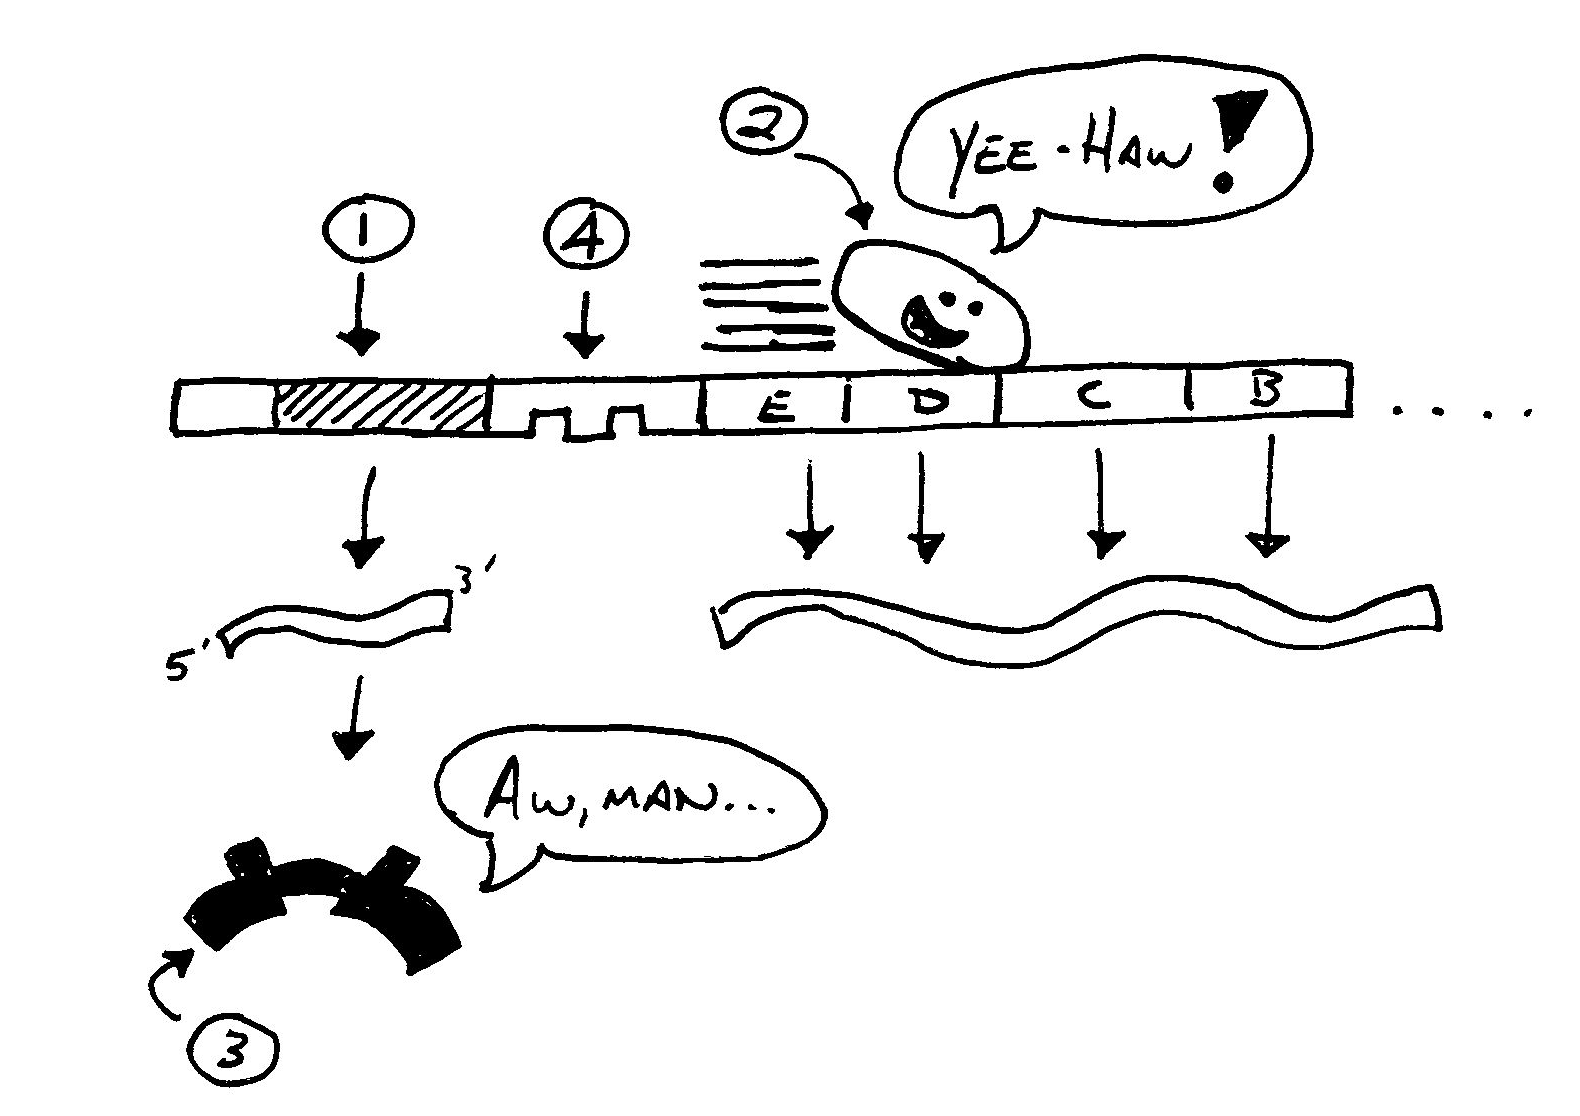 2
YEE-HAW!
1
4
E D C B . . . . .
3'
5'
AW, MAN...
3